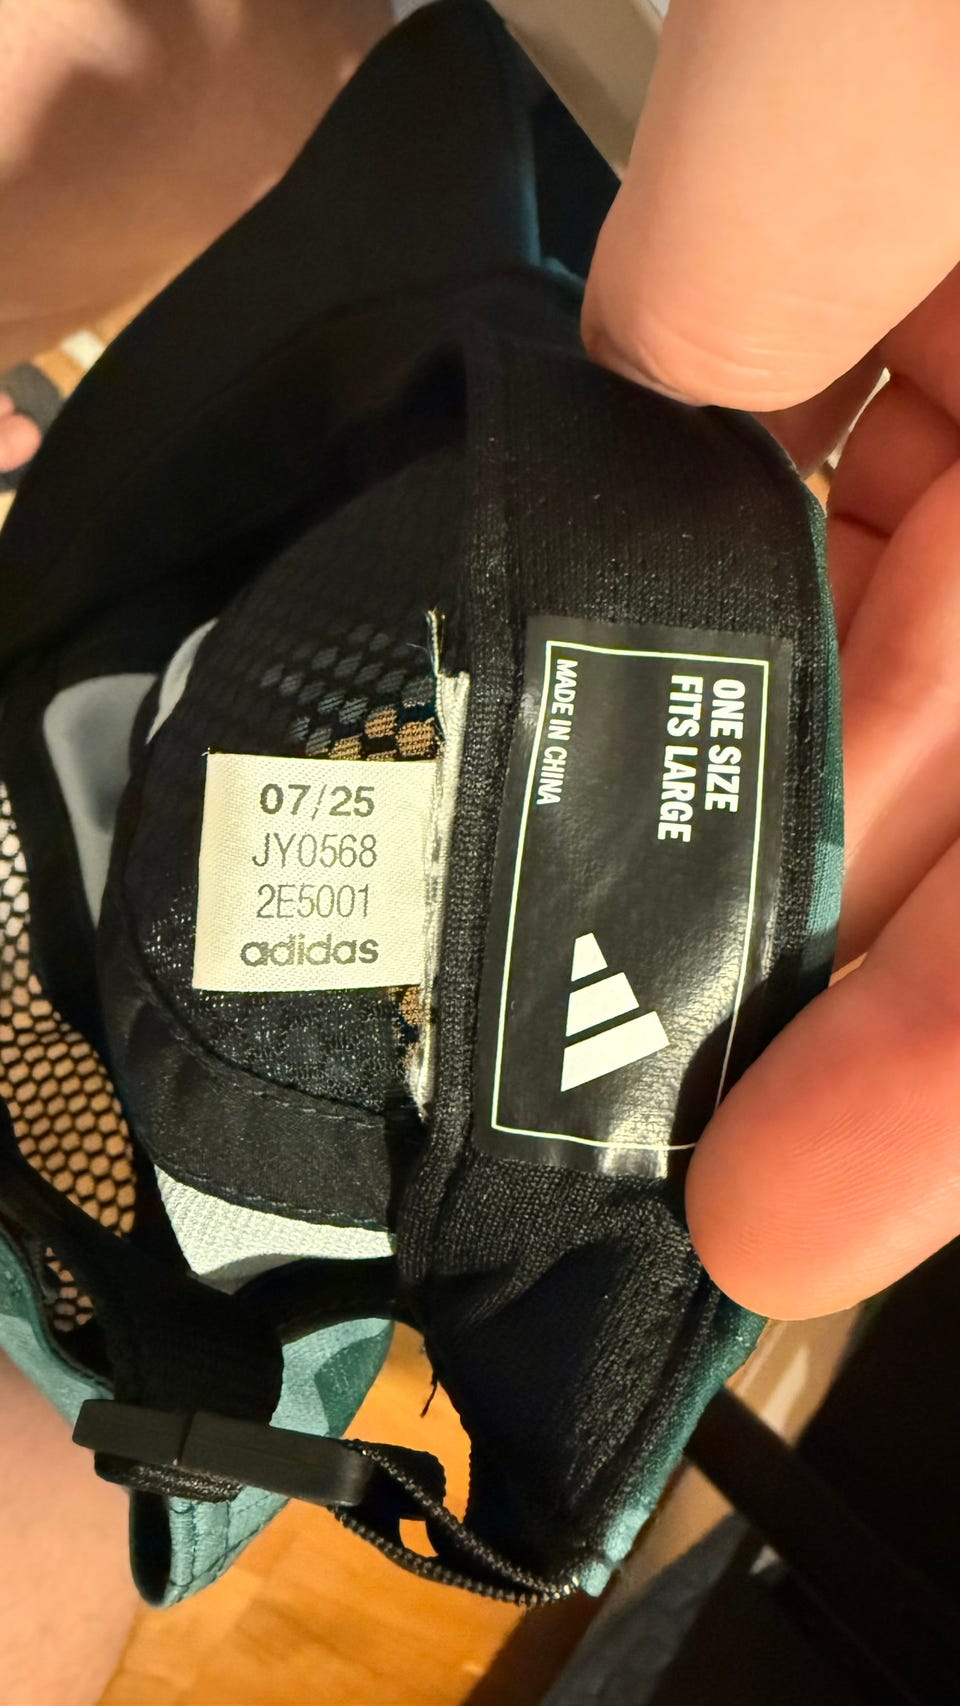 07/25
JY0568
2E5001
adidas
ONE SIZE
FITS LARGE
MADE IN CHINA